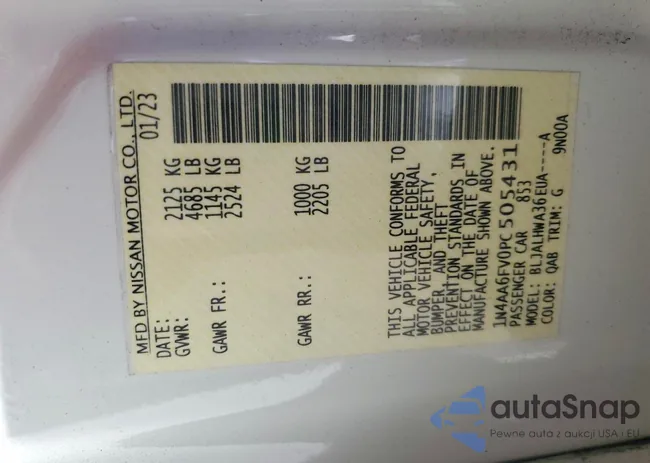 MFD BY NISSAN MOTOR CO., LTD.
DATE: 01/23
GVWR: 2125 KG
4685 LB
GAWR FR.: 1145 KG
2524 LB
GAWR RR.: 1000 KG
2205 LB
THIS VEHICLE CONFORMS TO
ALL APPLICABLE FEDERAL
MOTOR VEHICLE SAFETY,
BUMPER, AND THEFT
PREVENTION STANDARDS IN
EFFECT ON THE DATE OF
MANUFACTURE SHOWN ABOVE.
1N4AA6FV0PC505431
PASSENGER CAR 853
MODEL: BLJALHWA36EUA----A
COLOR: QAB TRIM: G 9N00A
autaSnap
Pewne auta z aukcji USA i EU